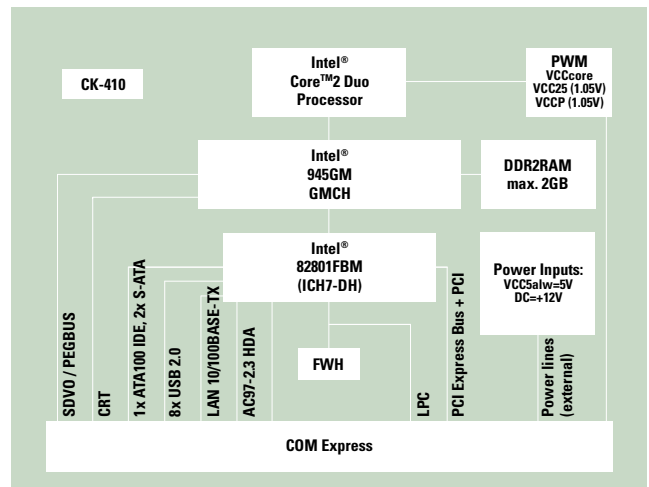 CK-410
Intel®
Core™2 Duo
Processor
PWM
VCCcore
VCC25 (1.05V)
VCCP (1.05V)
Intel®
945GM
GMCH
DDR2RAM
max. 2GB
Intel®
82801FBM
(ICH7-DH)
Power Inputs:
VCC5alw=5V
DC=+12V
FWH
SDVO / PEGBUS
CRT
1x ATA100 IDE, 2x S-ATA
8x USB 2.0
LAN 10/100BASE-TX
AC97-2.3 HDA
LPC
PCI Express Bus + PCI
Power lines
(external)
COM Express